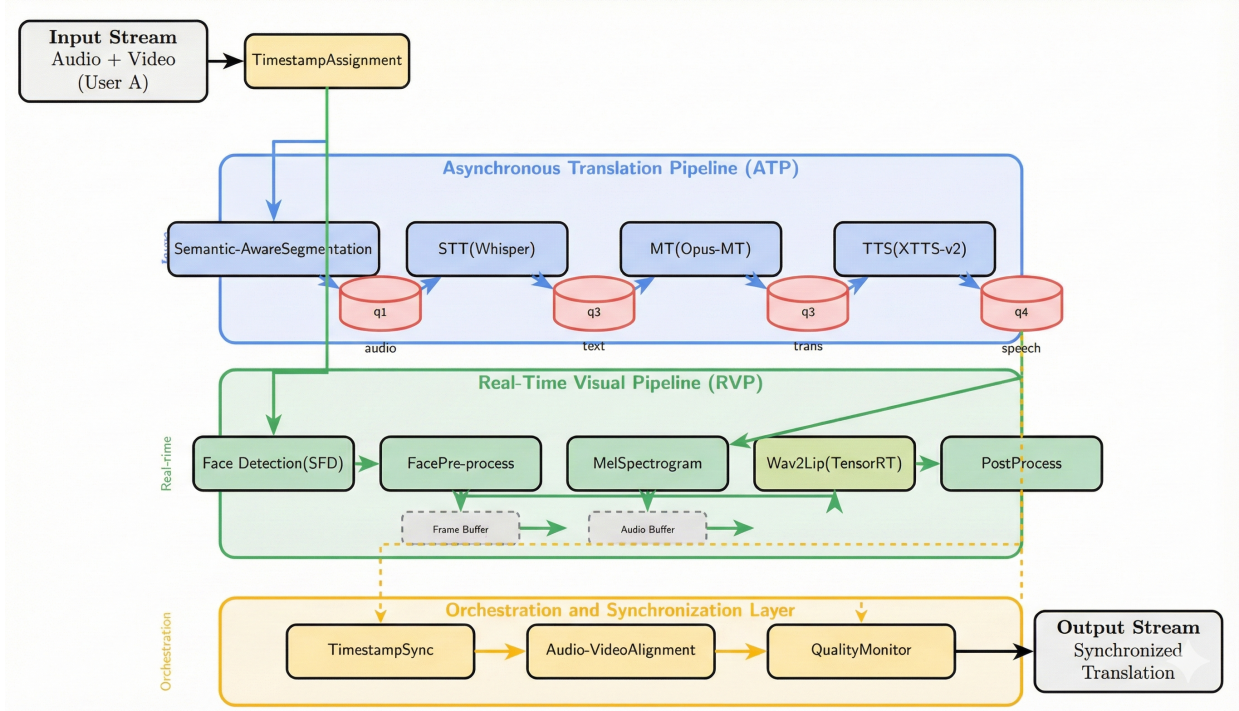 Input Stream
Audio + Video
(User A)
TimestampAssignment
Asynchronous Translation Pipeline (ATP)
Semantic-AwareSegmentation
STT(Whisper)
MT(Opus-MT)
TTS(XTTS-v2)
q1
q3
q3
q4
audio
text
trans
speech
Real-Time Visual Pipeline (RVP)
Real-rime
Face Detection(SFD)
FacePre-process
MelSpectrogram
Wav2Lip(TensorRT)
PostProcess
Frame Buffer
Audio Buffer
Orchestration and Synchronization Layer
Orchestration
TimestampSync
Audio-VideoAlignment
QualityMonitor
Output Stream
Synchronized
Translation